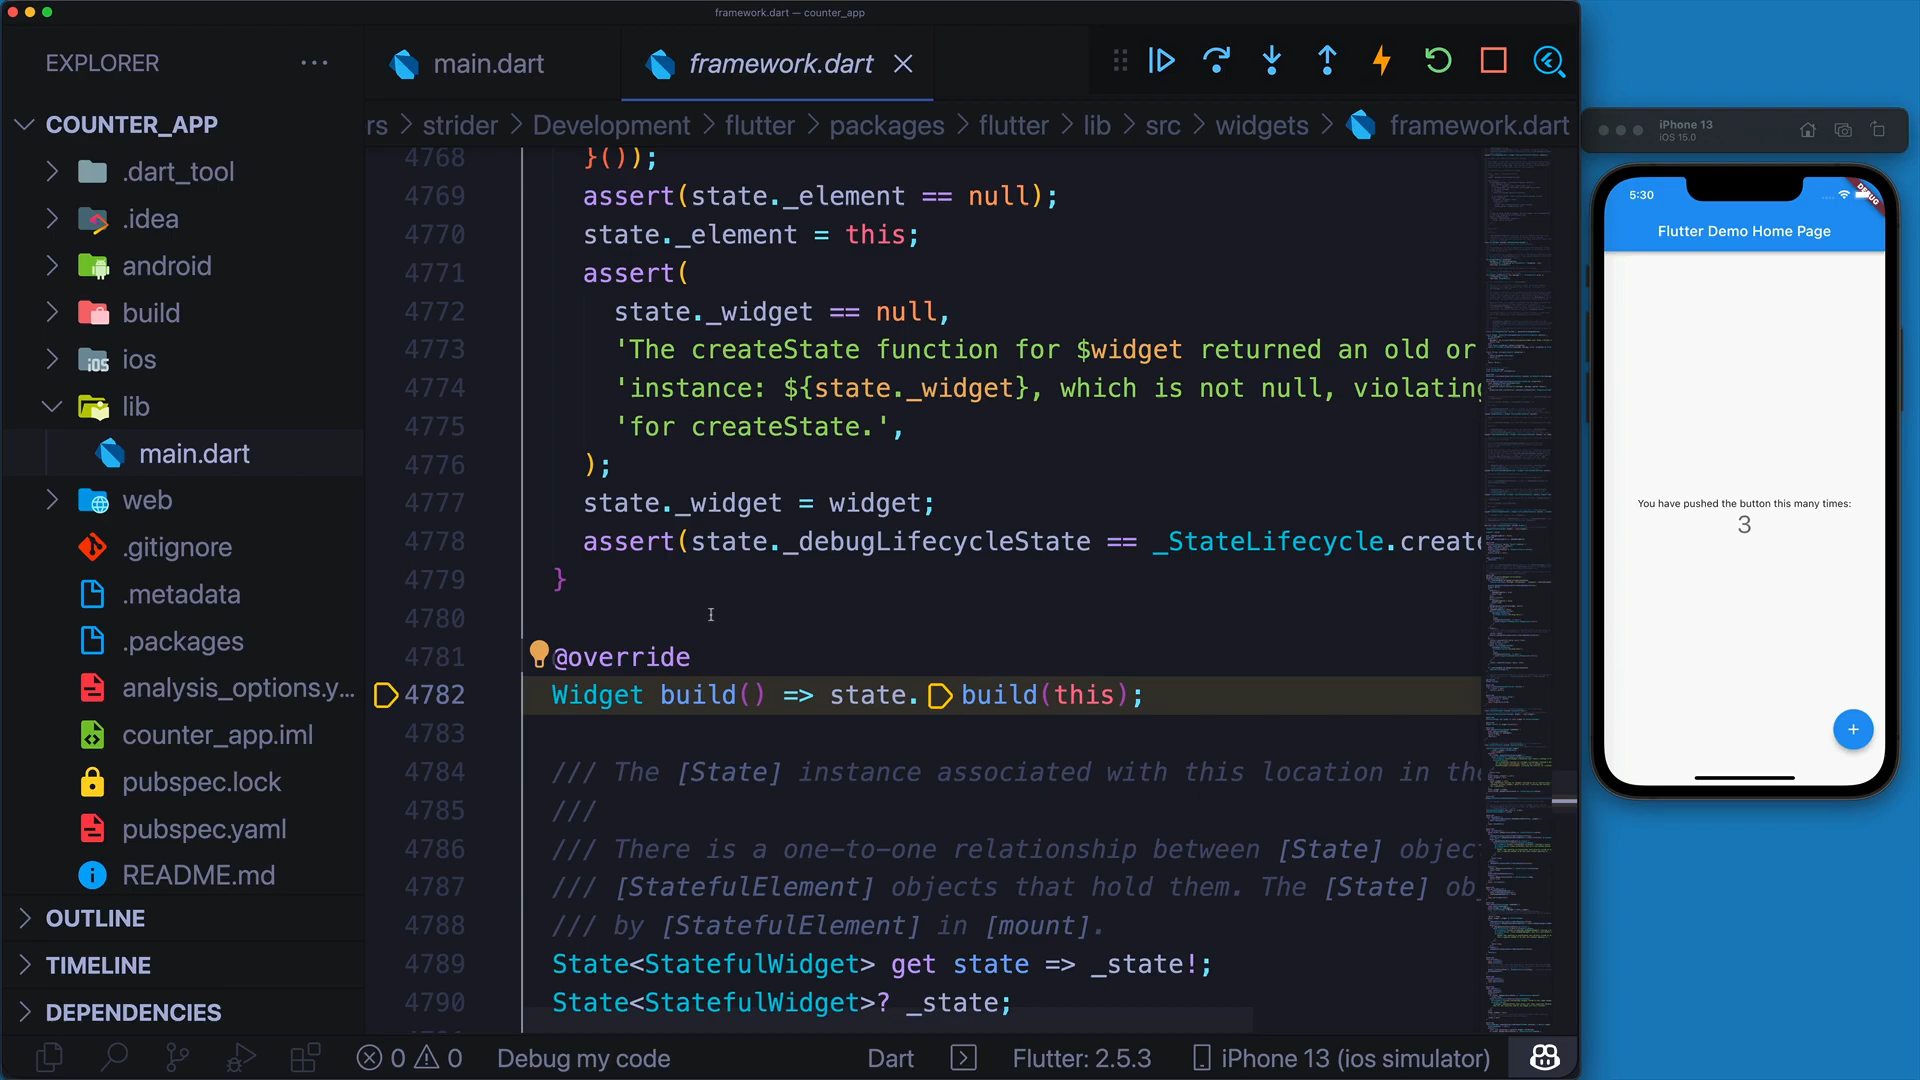 framework.dart — counter_app
EXPLORER
main.dart
framework.dart
COUNTER_APP
rs > strider > Development > flutter > packages > flutter > lib > src > widgets > framework.dart
.dart_tool
.idea
android
build
ios
lib
main.dart
web
.gitignore
.metadata
.packages
analysis_options.y...
counter_app.iml
pubspec.lock
pubspec.yaml
README.md
OUTLINE
TIMELINE
DEPENDENCIES
4768 }());
4769 assert(state._element == null);
4770 state._element = this;
4771 assert(
4772 state._widget == null,
4773 'The createState function for $widget returned an old or
4774 'instance: ${state._widget}, which is not null, violating
4775 'for createState.',
4776 );
4777 state._widget = widget;
4778 assert(state._debugLifecycleState == _StateLifecycle.create
4779 }
4780
4781 @override
4782 Widget build() => state.build(this);
4783
4784 /// The [State] instance associated with this location in the
4785 ///
4786 /// There is a one-to-one relationship between [State] objec
4787 /// [StatefulElement] objects that hold them. The [State] ob
4788 /// by [StatefulElement] in [mount].
4789 State<StatefulWidget> get state => _state!;
4790 State<StatefulWidget>? _state;
0 0 Debug my code Dart Flutter: 2.5.3 iPhone 13 (ios simulator)
iPhone 13
iOS 15.0
5:30
DEBUG
Flutter Demo Home Page
You have pushed the button this many times:
3
+